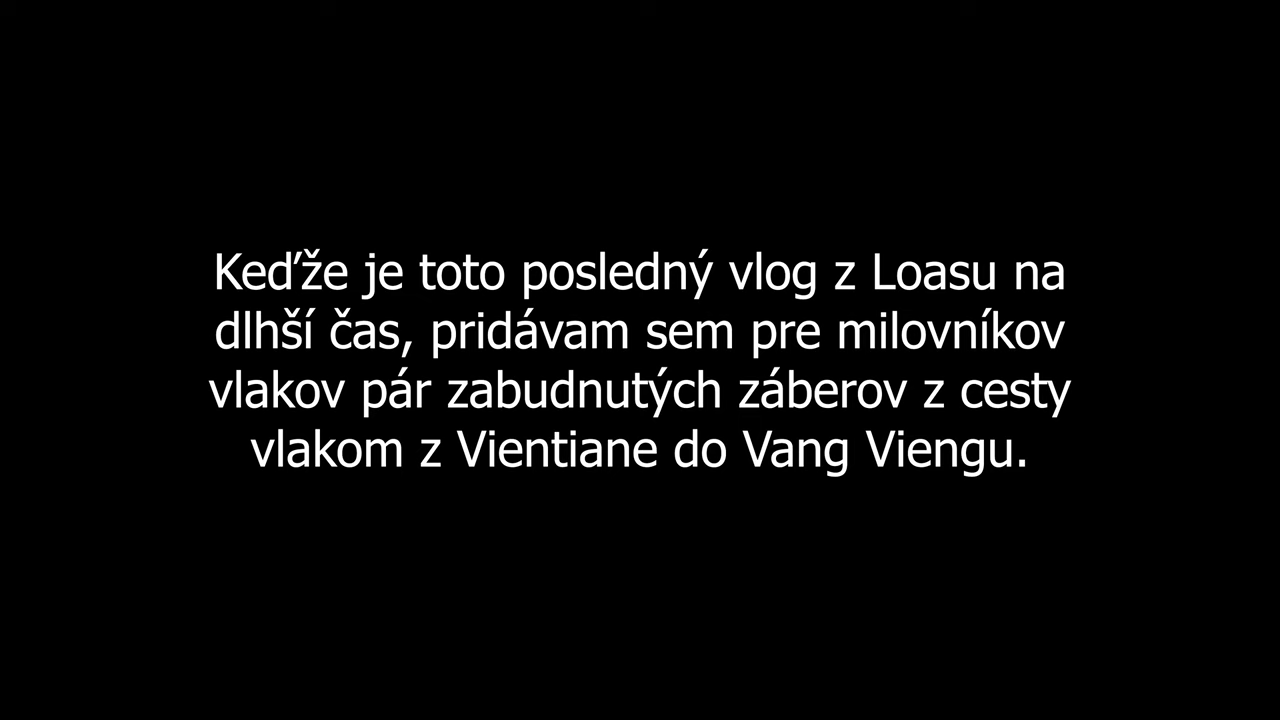 Keďže je toto posledný vlog z Loasu na
dlhší čas, pridávam sem pre milovníkov
vlakov pár zabudnutých záberov z cesty
vlakom z Vientiane do Vang Viengu.